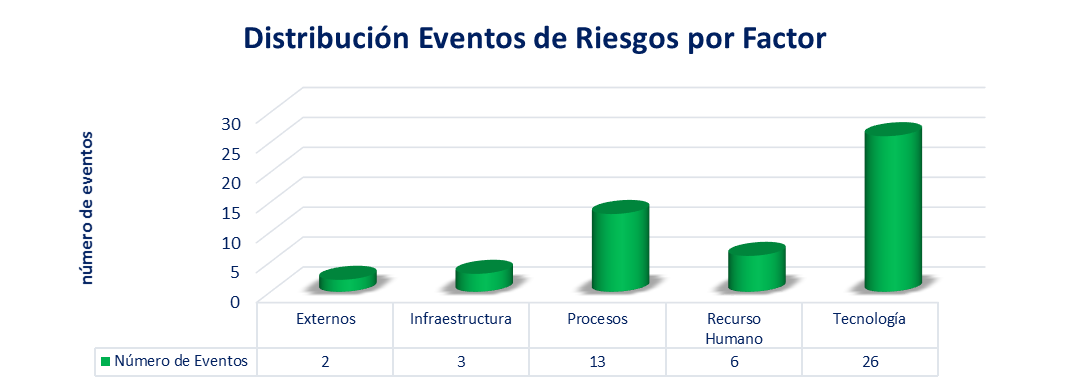 Distribución Eventos de Riesgos por Factor
número de eventos
30
25
20
15
10
5
0
Externos Infraestructura Procesos Recurso Humano Tecnología
Número de Eventos 2 3 13 6 26